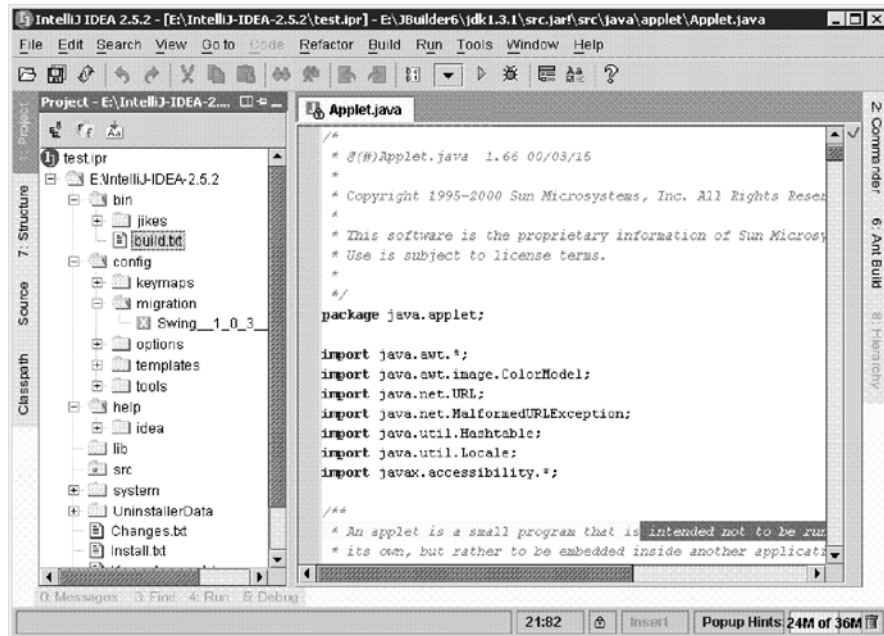 IntelliJ IDEA 2.5.2 - [E:\IntelliJ-IDEA-2.5.2\test.ipr] - E:\JBuilder6\jdk1.3.1\src.jar!\src\java\applet\Applet.java
File Edit Search View Go to Code Refactor Build Run Tools Window Help
Project - E:\IntelliJ-IDEA-2....
1: Project
7: Structure
Source
Classpath
test.ipr
E:\IntelliJ-IDEA-2.5.2
bin
jikes
build.txt
config
keymaps
migration
Swing__1_0_3_
options
templates
tools
help
idea
lib
src
system
UninstallerData
Changes.txt
Install.txt
Applet.java
/*
* @(#)Applet.java 1.66 00/03/15
*
* Copyright 1995-2000 Sun Microsystems, Inc. All Rights Reser
*
* This software is the proprietary information of Sun Microsy
* Use is subject to license terms.
*
*/
package java.applet;
import java.awt.*;
import java.awt.image.ColorModel;
import java.net.URL;
import java.net.MalformedURLException;
import java.util.Hashtable;
import java.util.Locale;
import javax.accessibility.*;
/**
* An applet is a small program that is intended not to be run
* its own, but rather to be embedded inside another applicati
2: Commander
6: Ant Build
8: Hierarchy
0: Messages 3: Find 4: Run 5: Debug
21:82 Insert Popup Hints: 24M of 36M